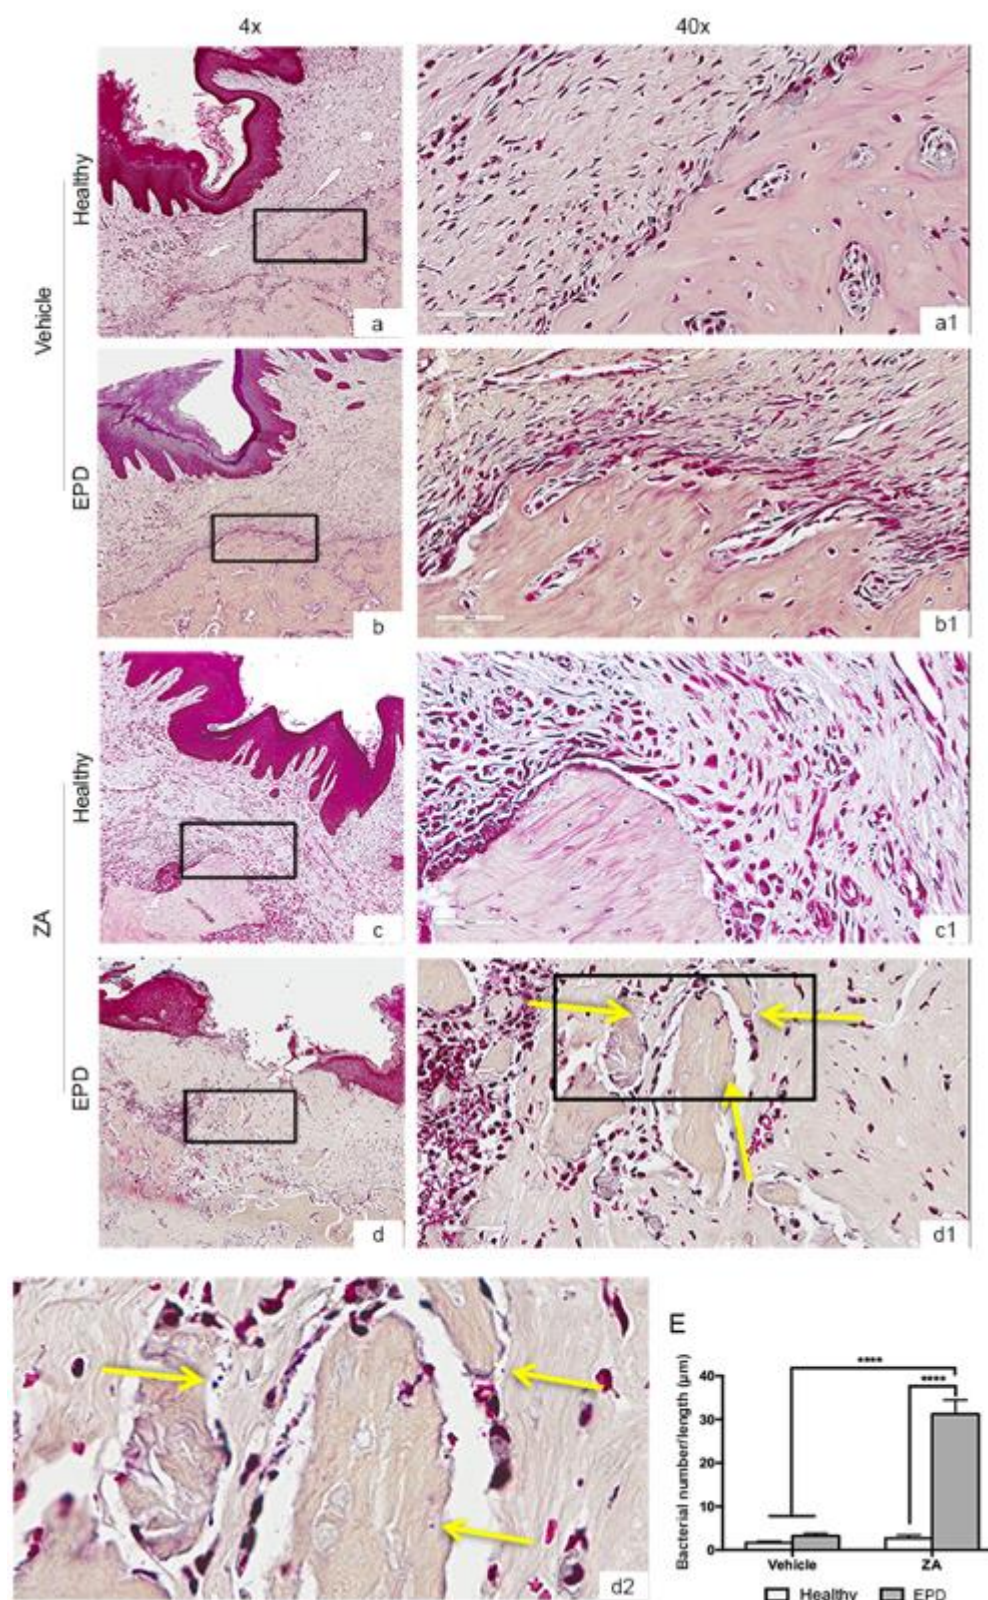 4x 40x
Vehicle
Healthy
a a1
EPD
b b1
ZA
Healthy
c c1
EPD
d d1
d2
E
Bacterial number/length (µm)
40
30
20
10
0
****
****
Vehicle ZA
Healthy EPD